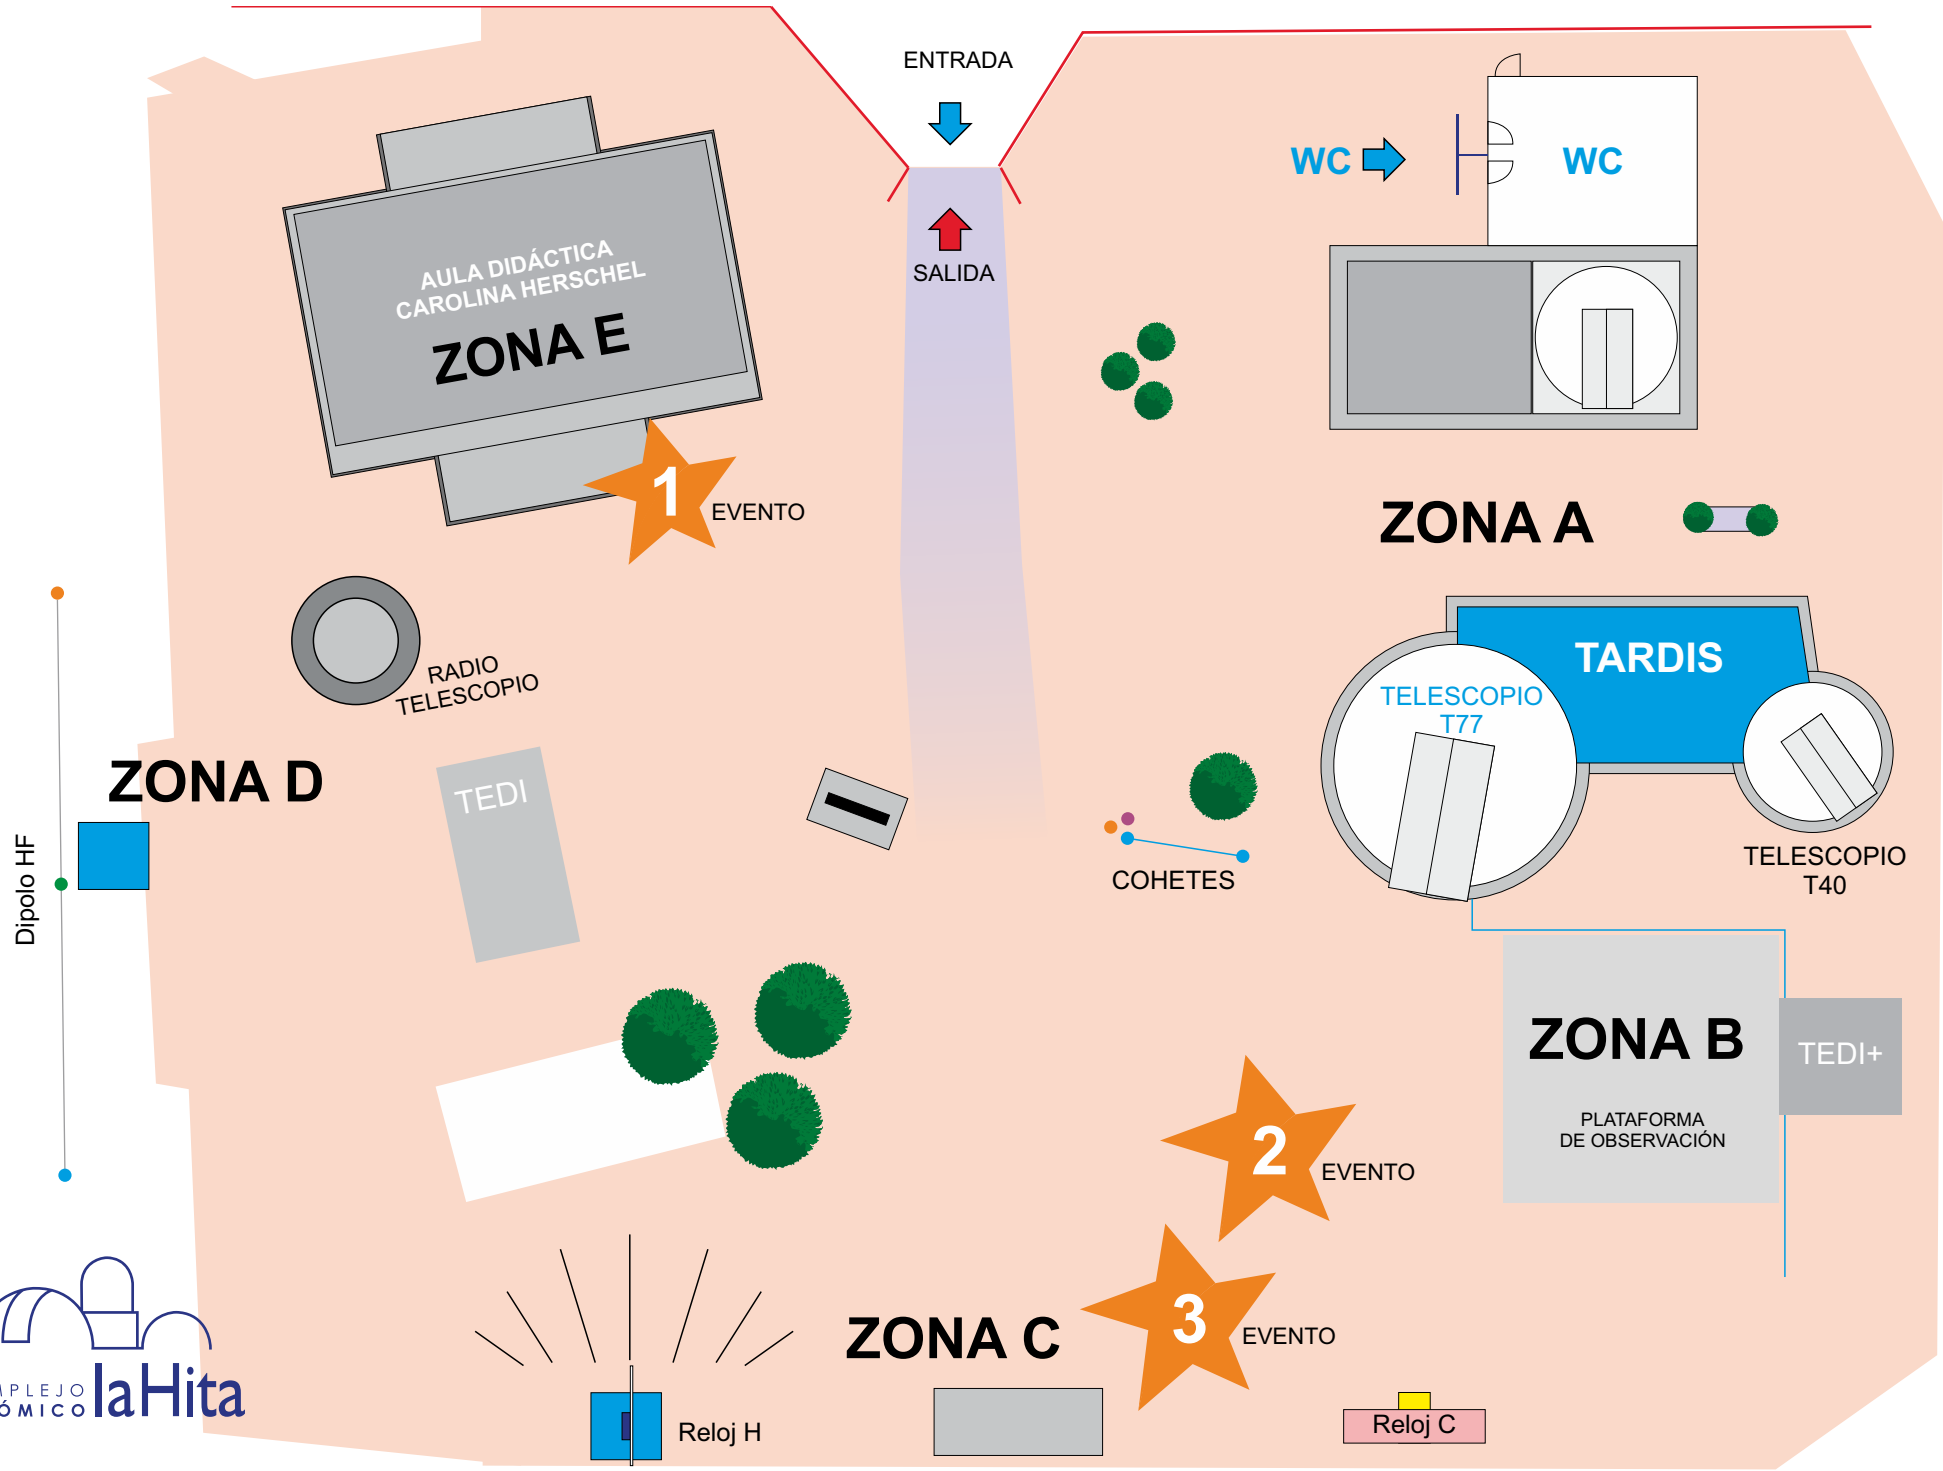 ENTRADA
SALIDA
WC
WC
AULA DIDÁCTICA
CAROLINA HERSCHEL
ZONA E
1
EVENTO
ZONA A
RADIO
TELESCOPIO
TARDIS
TELESCOPIO
T77
TELESCOPIO
T40
ZONA D
TEDI
Dipolo HF
COHETES
ZONA B
PLATAFORMA
DE OBSERVACIÓN
TEDI+
2
EVENTO
3
EVENTO
ZONA C
Reloj H
Reloj C
laHita